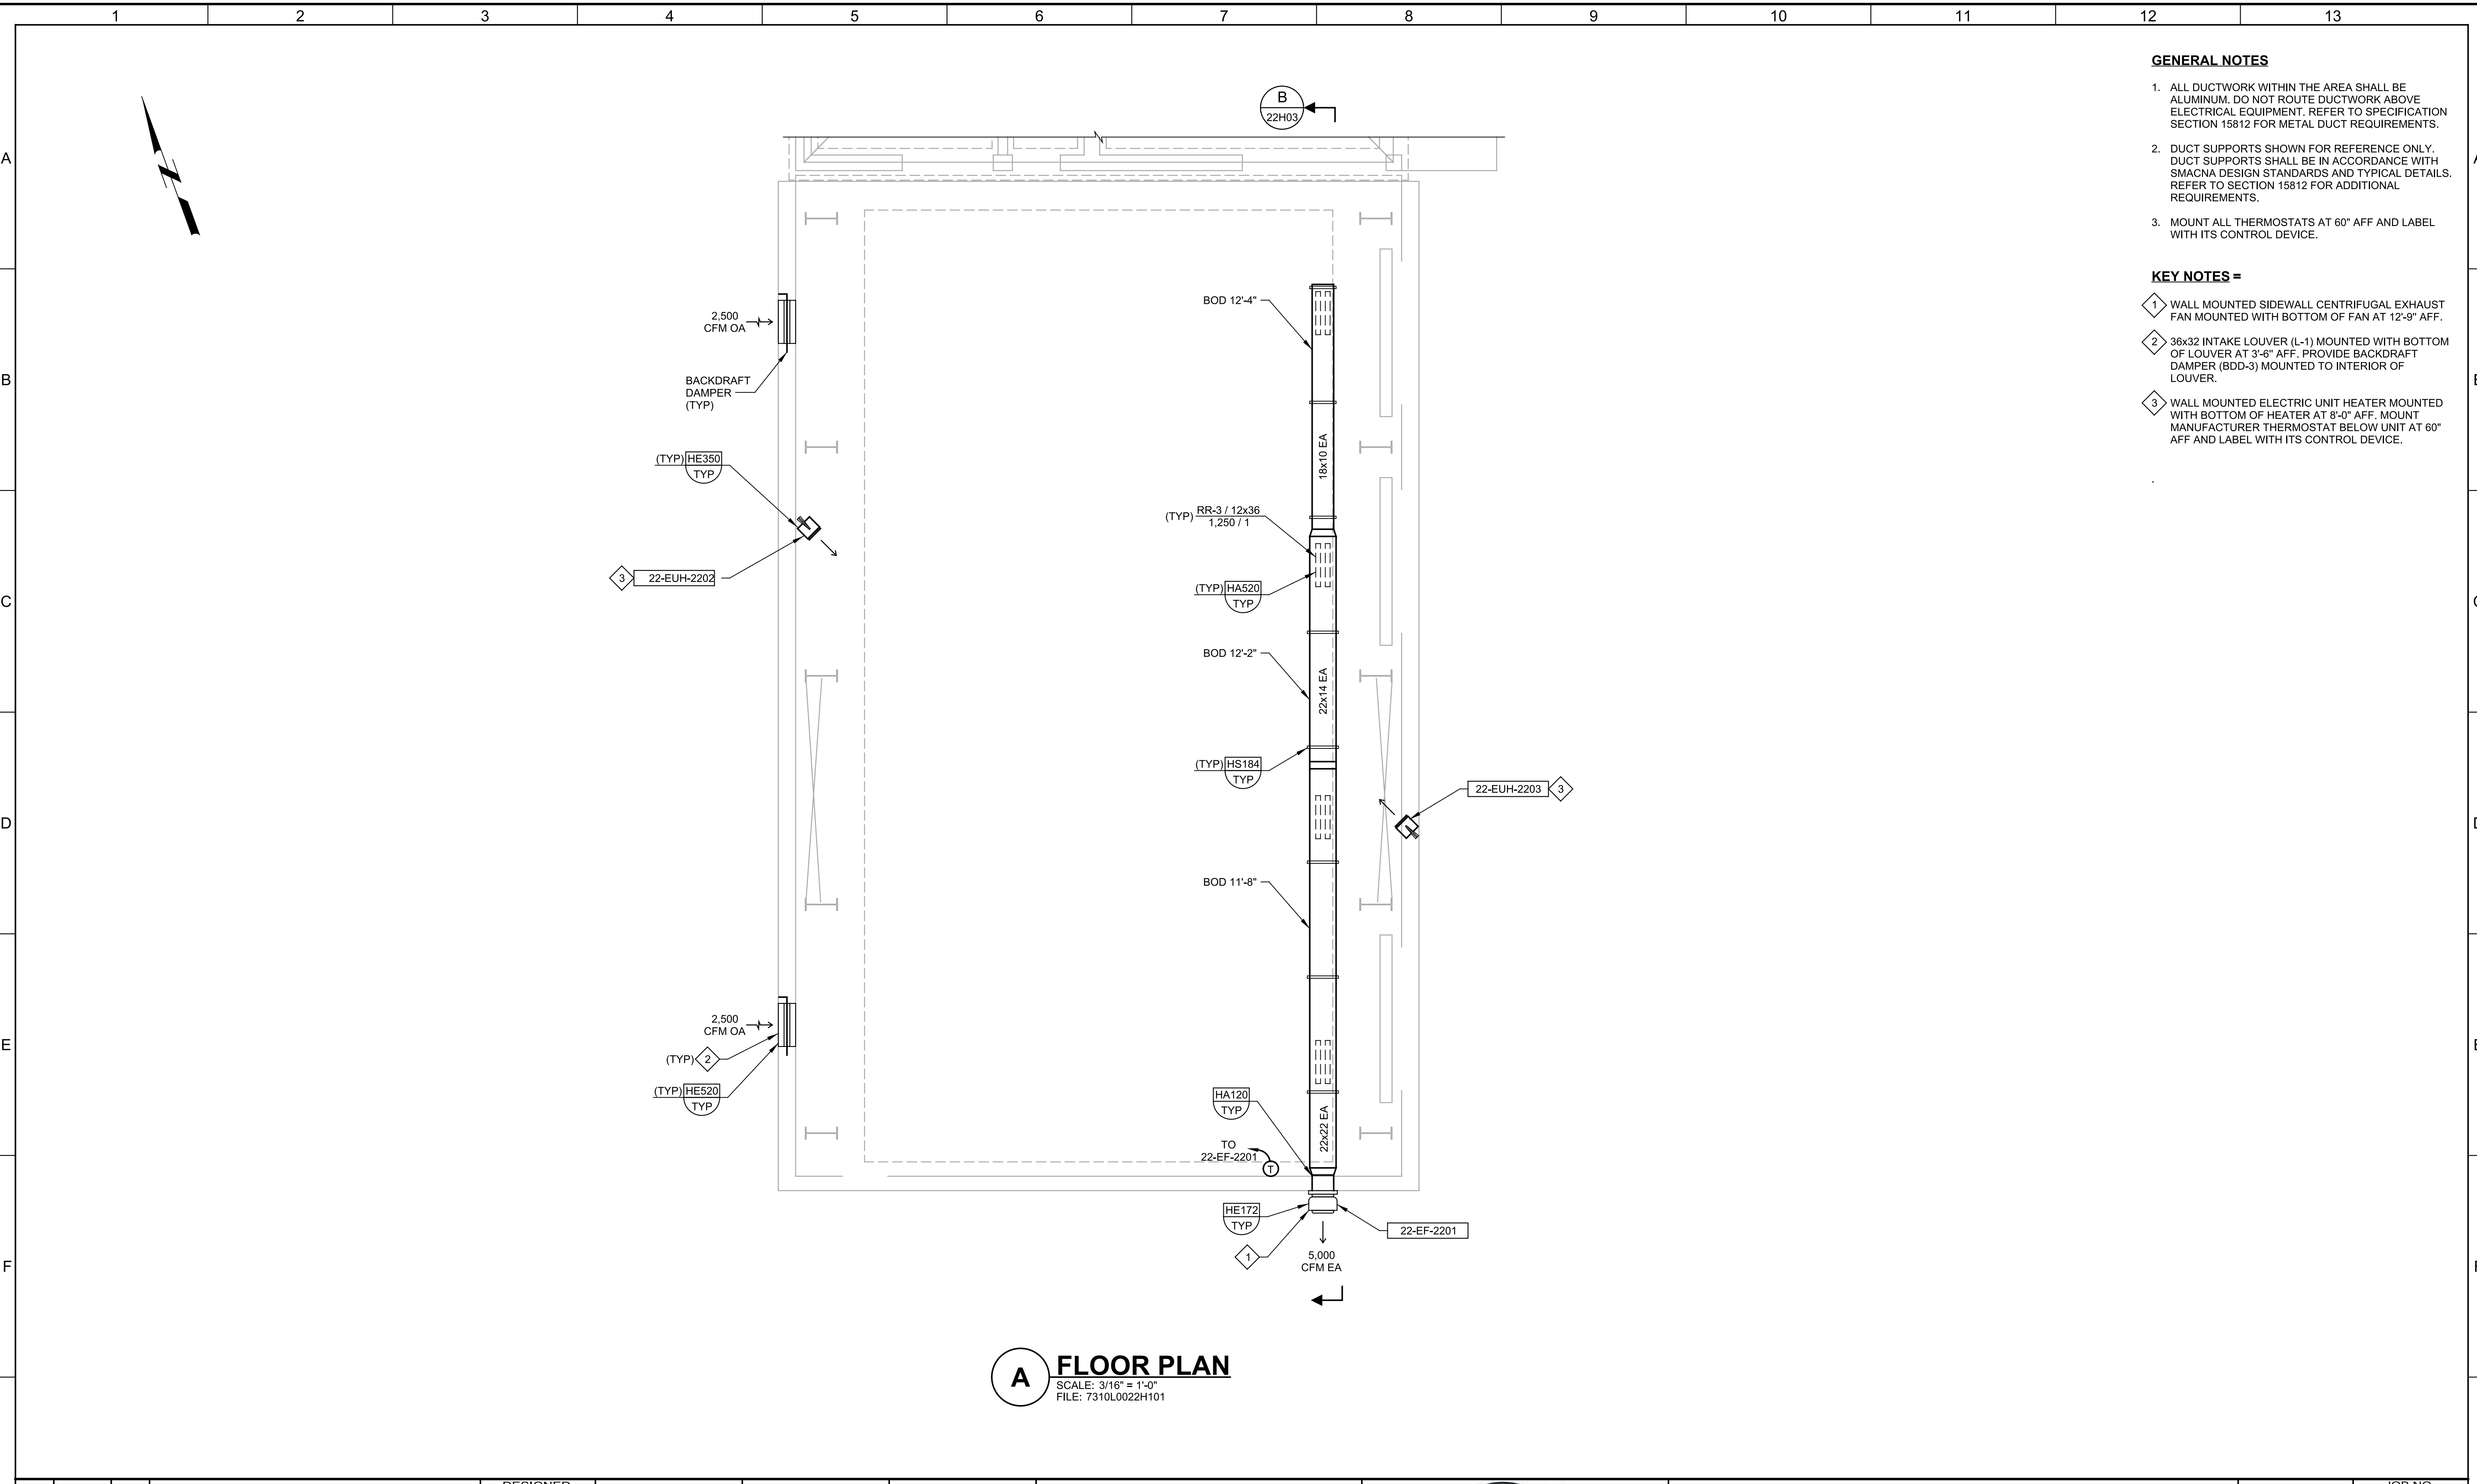 1 2 3 4 5 6 7 8 9 10 11 12 13
GENERAL NOTES
1. ALL DUCTWORK WITHIN THE AREA SHALL BE
ALUMINUM. DO NOT ROUTE DUCTWORK ABOVE
ELECTRICAL EQUIPMENT. REFER TO SPECIFICATION
SECTION 15812 FOR METAL DUCT REQUIREMENTS.
2. DUCT SUPPORTS SHOWN FOR REFERENCE ONLY.
DUCT SUPPORTS SHALL BE IN ACCORDANCE WITH
SMACNA DESIGN STANDARDS AND TYPICAL DETAILS.
REFER TO SECTION 15812 FOR ADDITIONAL
REQUIREMENTS.
3. MOUNT ALL THERMOSTATS AT 60" AFF AND LABEL
WITH ITS CONTROL DEVICE.
KEY NOTES =
1 WALL MOUNTED SIDEWALL CENTRIFUGAL EXHAUST
FAN MOUNTED WITH BOTTOM OF FAN AT 12'-9" AFF.
2 36x32 INTAKE LOUVER (L-1) MOUNTED WITH BOTTOM
OF LOUVER AT 3'-6" AFF. PROVIDE BACKDRAFT
DAMPER (BDD-3) MOUNTED TO INTERIOR OF
LOUVER.
3 WALL MOUNTED ELECTRIC UNIT HEATER MOUNTED
WITH BOTTOM OF HEATER AT 8'-0" AFF. MOUNT
MANUFACTURER THERMOSTAT BELOW UNIT AT 60"
AFF AND LABEL WITH ITS CONTROL DEVICE.
.
A
B
C
D
E
F
N
B
22H03
2,500
CFM OA
BACKDRAFT
DAMPER
(TYP)
BOD 12'-4"
18x10 EA
(TYP) HE350
TYP
3 22-EUH-2202
(TYP) RR-3 / 12x36
1,250 / 1
(TYP) HA520
TYP
BOD 12'-2"
22x14 EA
(TYP) HS184
TYP
22-EUH-2203 3
BOD 11'-8"
2,500
CFM OA
(TYP) 2
(TYP) HE520
TYP
HA120
TYP
22x22 EA
TO
22-EF-2201
T
HE172
TYP
22-EF-2201
1
5,000
CFM EA
A FLOOR PLAN
SCALE: 3/16" = 1'-0"
FILE: 7310L0022H101